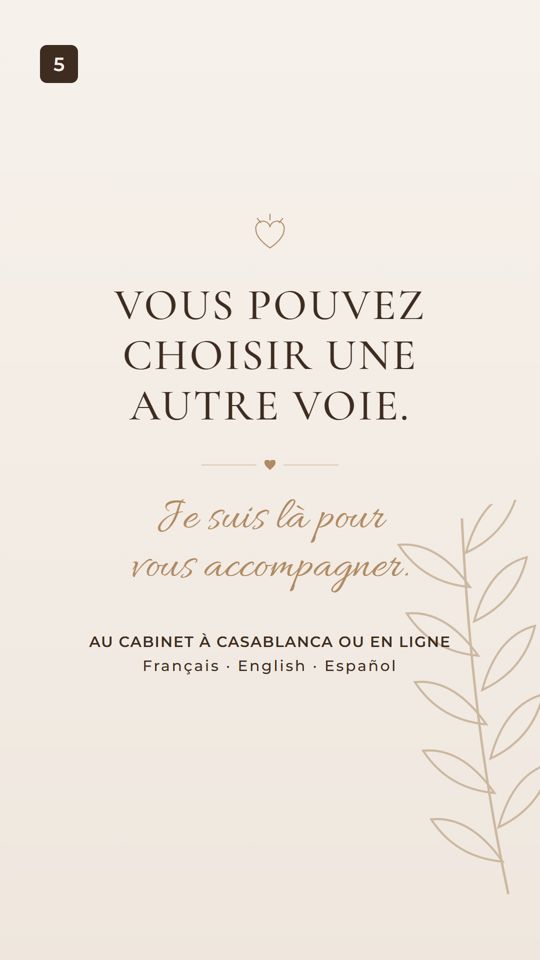 5
VOUS POUVEZ
CHOISIR UNE
AUTRE VOIE.
Je suis là pour
vous accompagner.
AU CABINET À CASABLANCA OU EN LIGNE
Français · English · Español